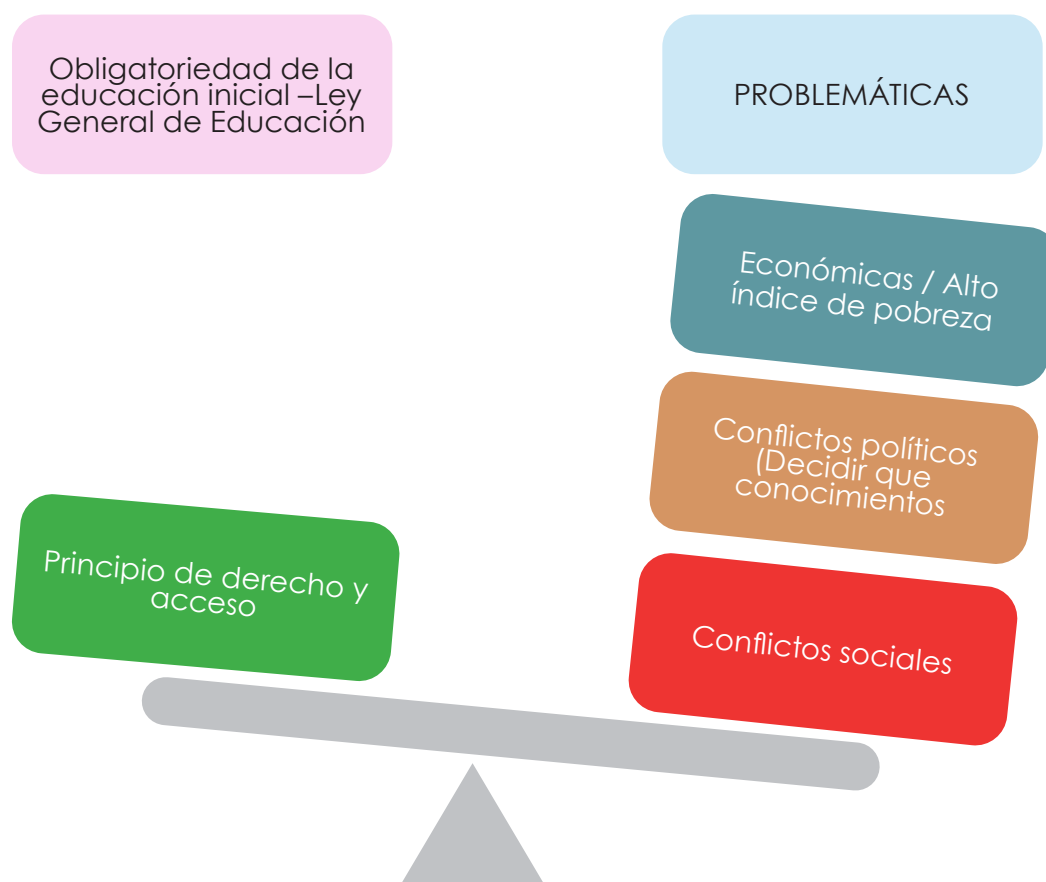 Obligatoriedad de la
educación inicial –Ley
General de Educación
PROBLEMÁTICAS
Económicas / Alto
índice de pobreza
Conflictos políticos
(Decidir que
conocimientos
Principio de derecho y
acceso
Conflictos sociales